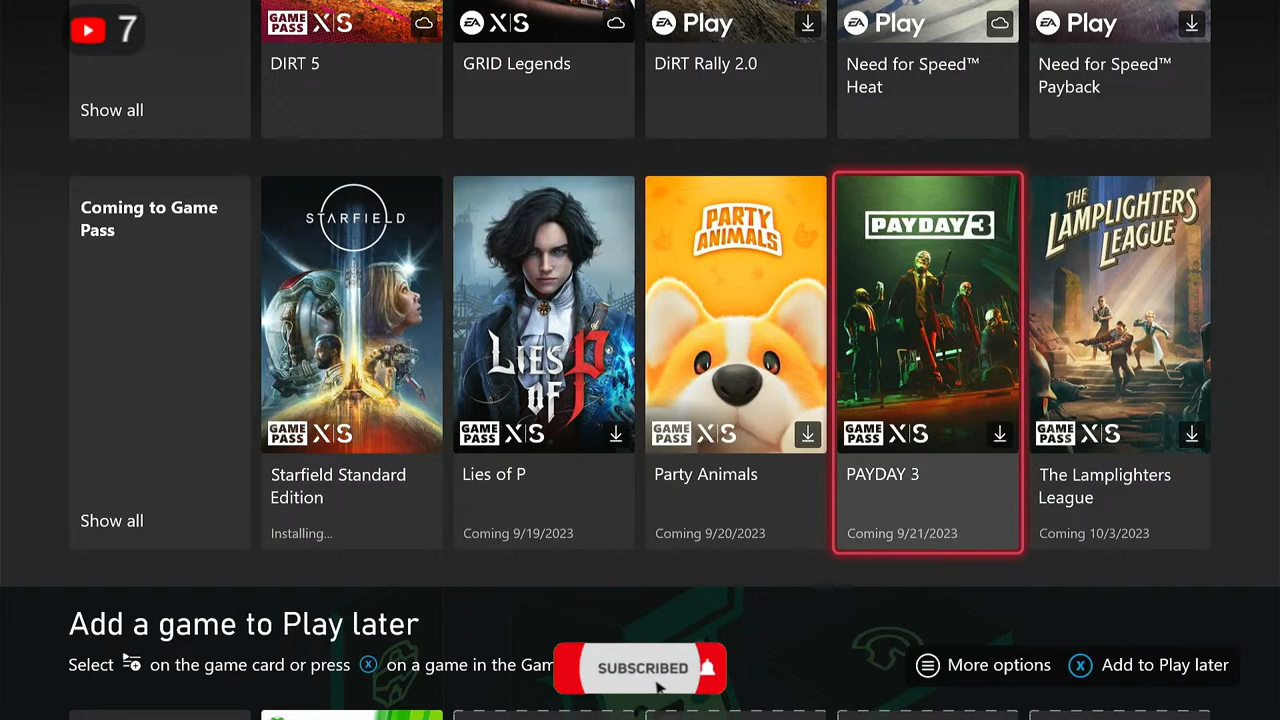 7
GAME PASS X|S
EA X|S
EA Play
EA Play
EA Play
DIRT 5
GRID Legends
DiRT Rally 2.0
Need for Speed™
Heat
Need for Speed™
Payback
Show all
Coming to Game
Pass
Show all
STARFIELD
GAME PASS X|S
Starfield Standard
Edition
Installing...
LIES OF P
GAME PASS X|S
Lies of P
Coming 9/19/2023
PARTY
ANIMALS
GAME PASS X|S
Party Animals
Coming 9/20/2023
PAYDAY 3
GAME PASS X|S
PAYDAY 3
Coming 9/21/2023
THE
LAMPLIGHTERS
LEAGUE
GAME PASS X|S
The Lamplighters
League
Coming 10/3/2023
Add a game to Play later
Select on the game card or press X on a game in the Gam
SUBSCRIBED
More options
X Add to Play later